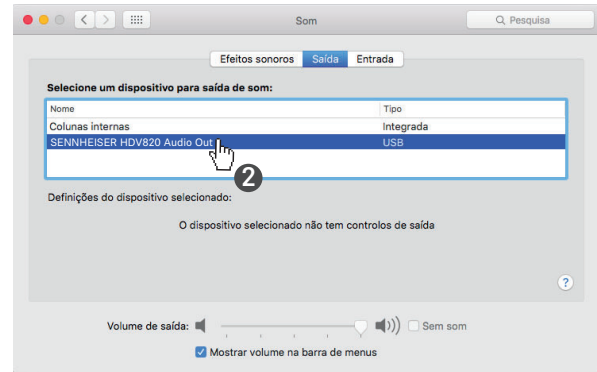 Som
Pesquisa
Efeitos sonoros Saída Entrada
Selecione um dispositivo para saída de som:
Nome Tipo
Colunas internas Integrada
SENNHEISER HDV820 Audio Out USB
2
Definições do dispositivo selecionado:
O dispositivo selecionado não tem controlos de saída
?
Volume de saída: Sem som
Mostrar volume na barra de menus